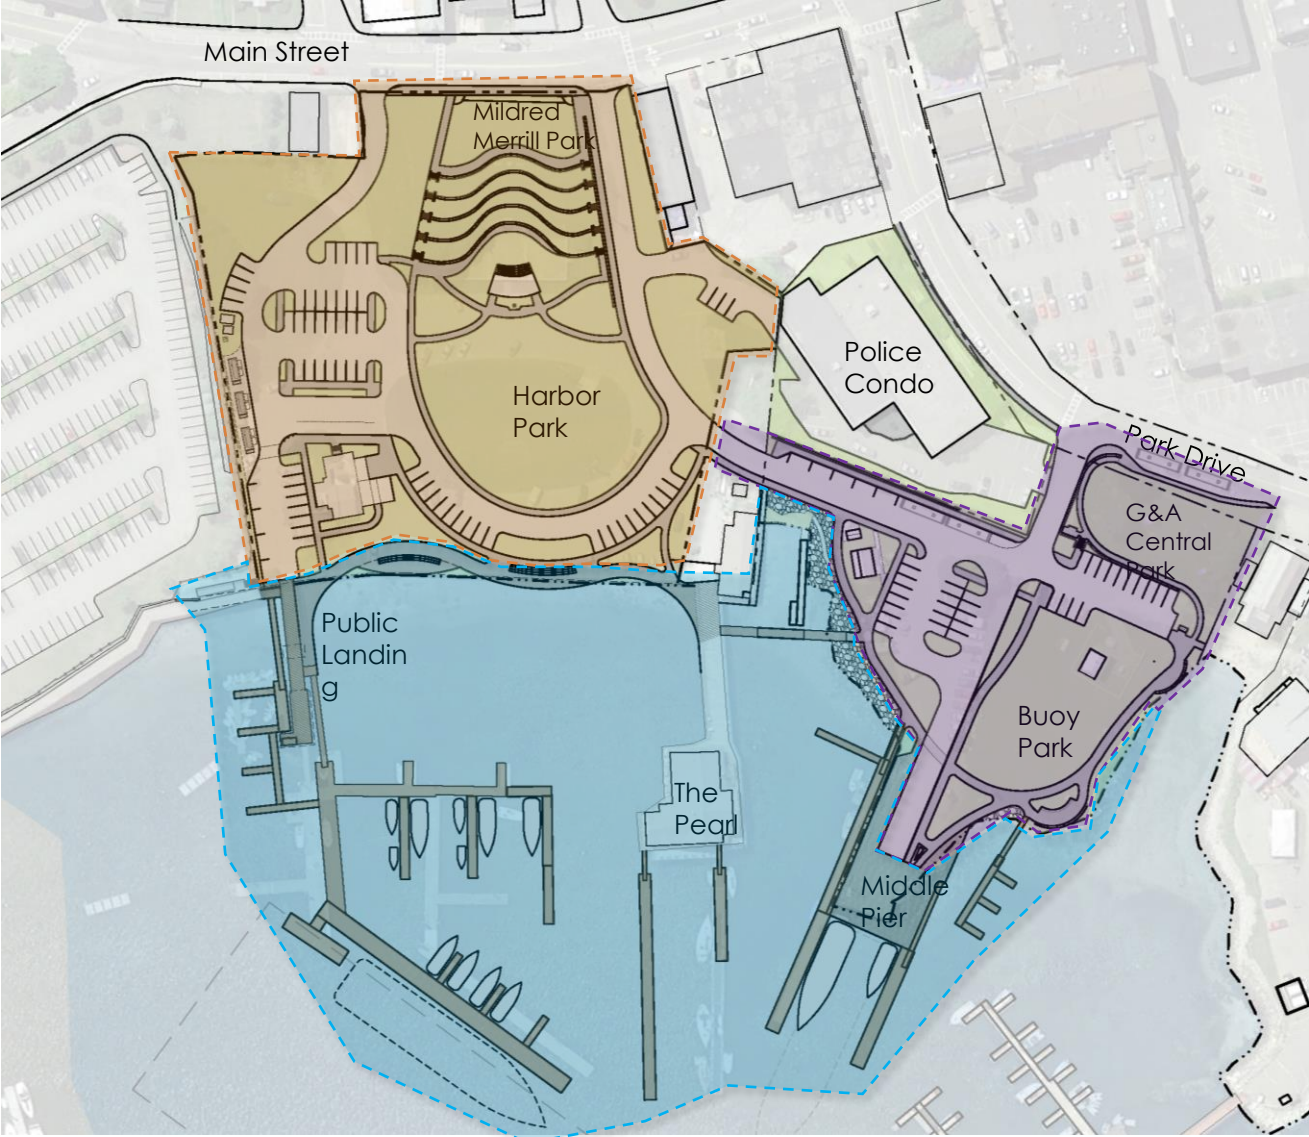 Main Street
Mildred
Merrill Park
Harbor
Park
Police
Condo
Park Drive
G&A
Central
Park
Public
Landin
g
Buoy
Park
The
Pearl
Middle
Pier